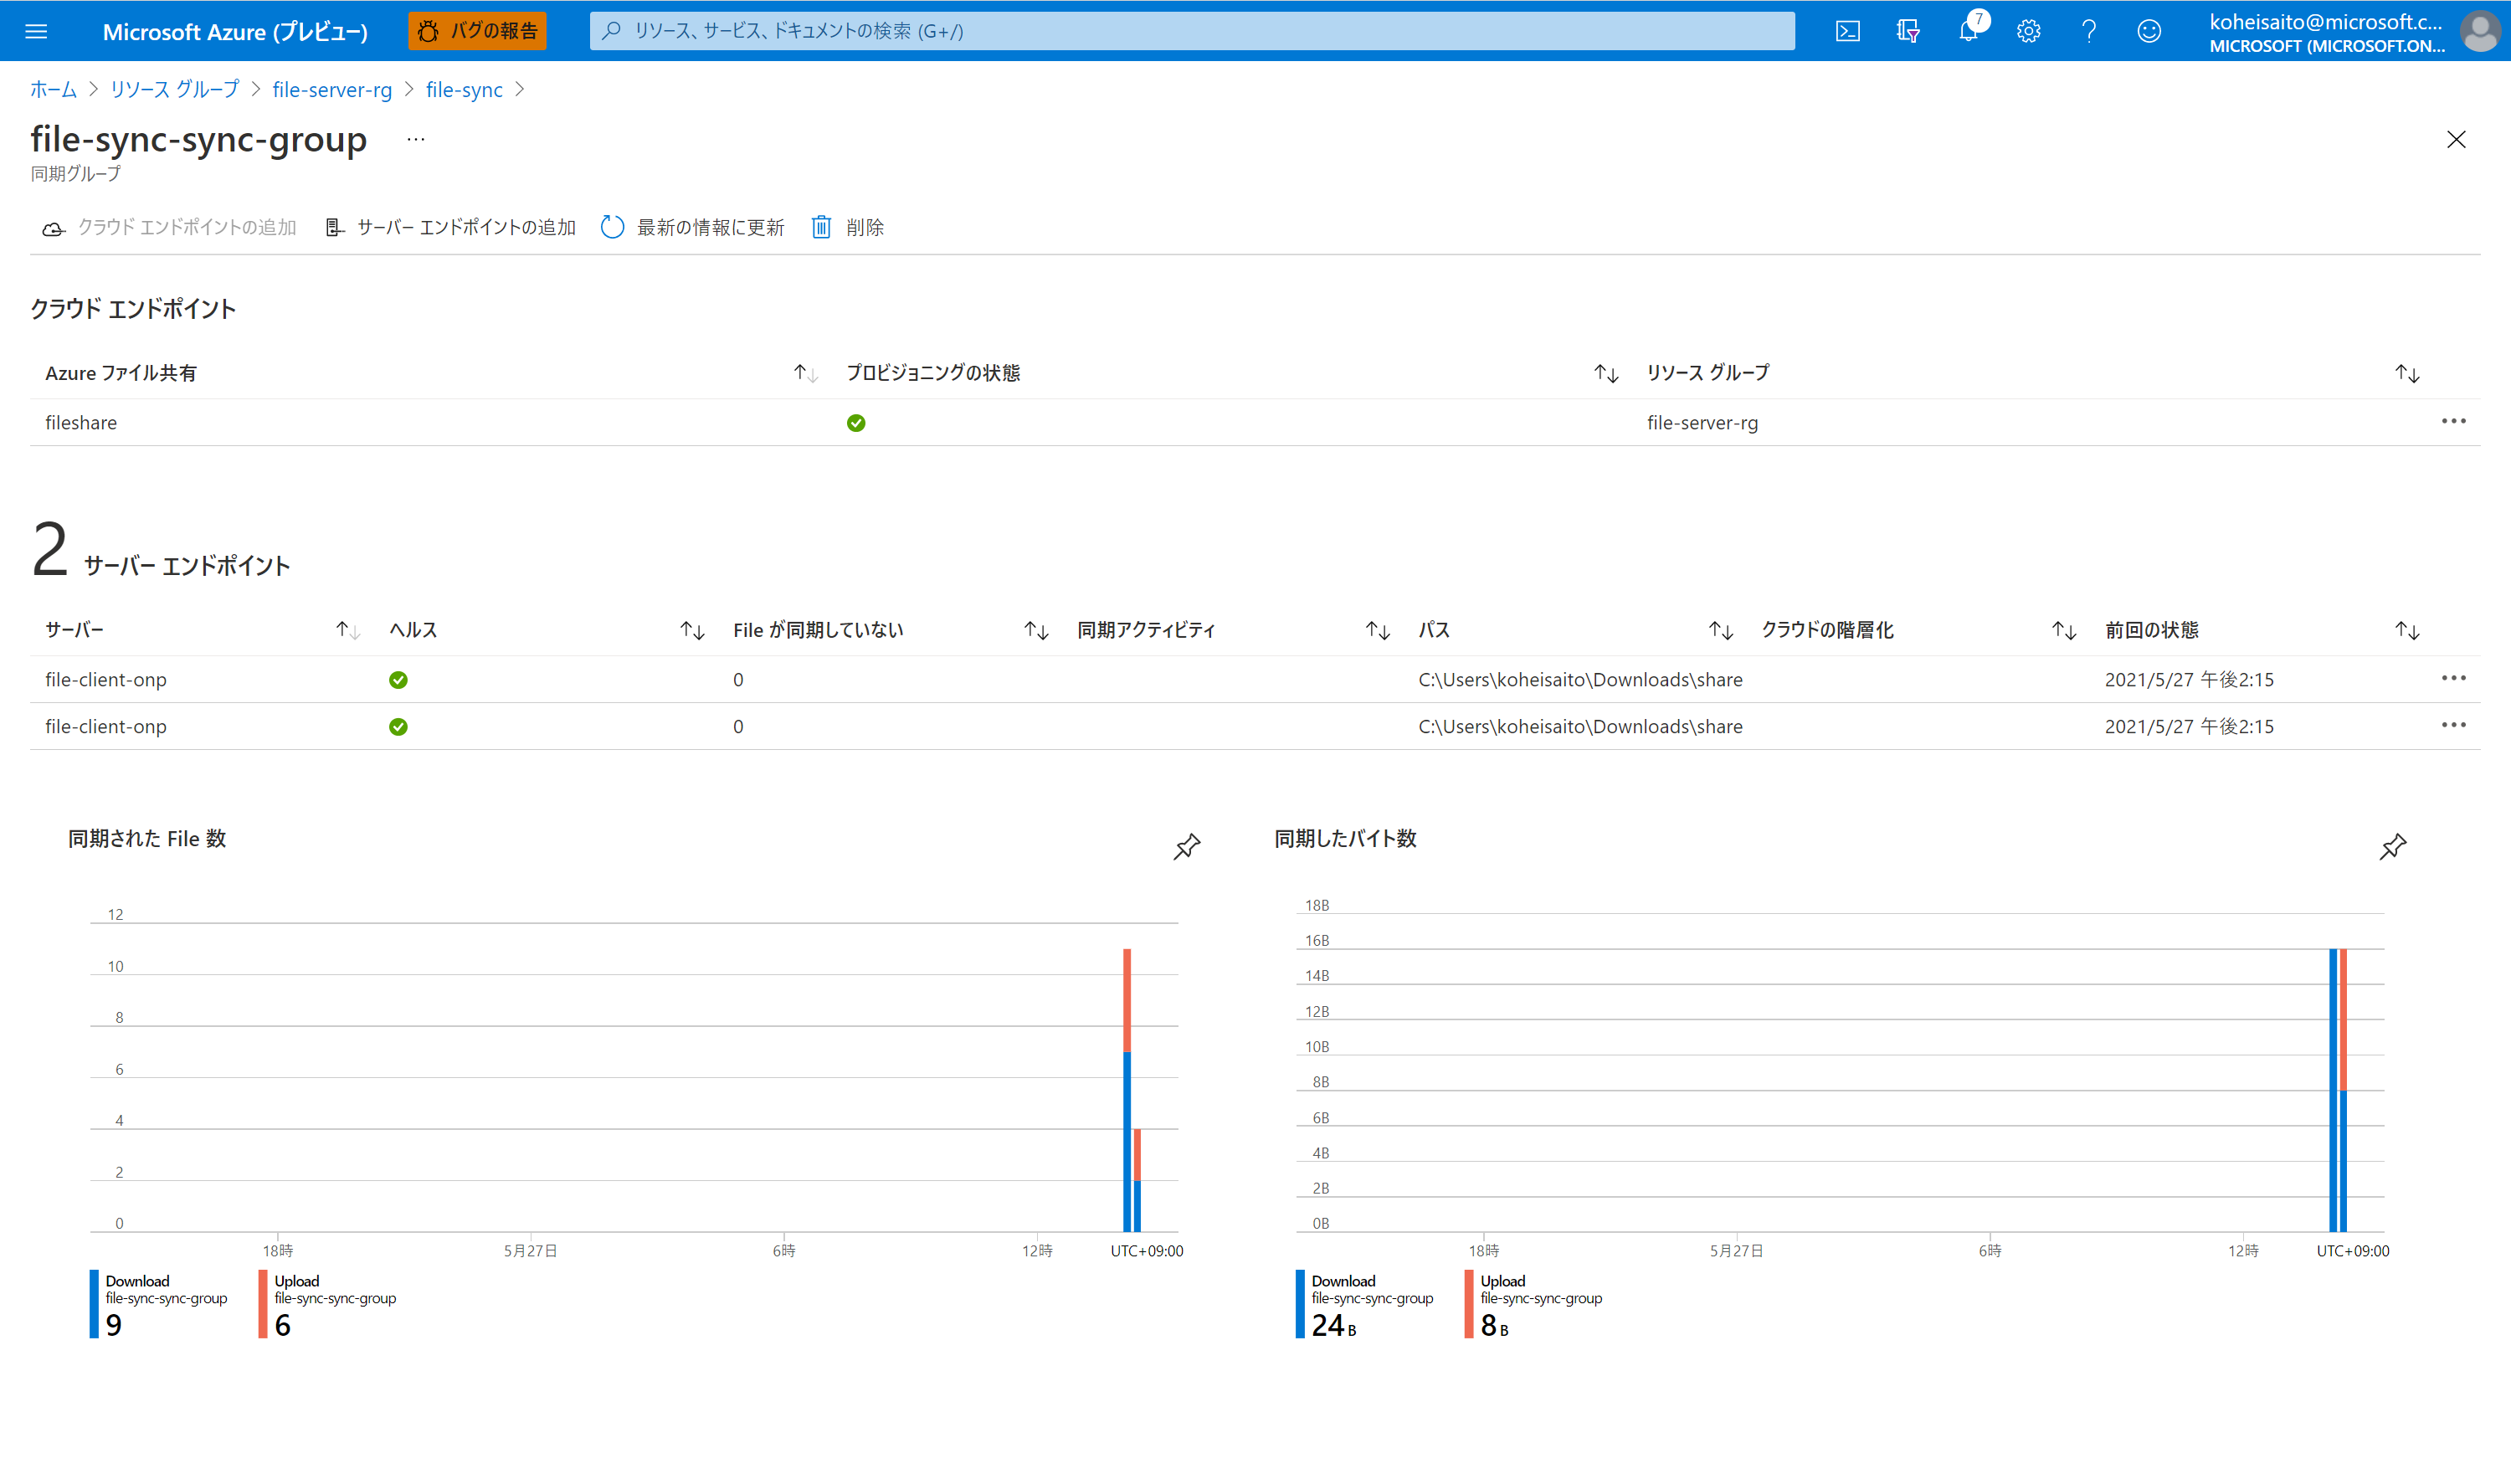 Microsoft Azure (プレビュー)
バグの報告
リソース、サービス、ドキュメントの検索 (G+/)
7
koheisaito@microsoft.c...
MICROSOFT (MICROSOFT.ON...
ホーム > リソース グループ > file-server-rg > file-sync >
file-sync-sync-group ...
同期グループ
クラウド エンドポイントの追加 サーバー エンドポイントの追加 最新の情報に更新 削除
クラウド エンドポイント
Azure ファイル共有 プロビジョニングの状態 リソース グループ
fileshare file-server-rg
2 サーバー エンドポイント
サーバー ヘルス File が同期していない 同期アクティビティ パス クラウドの階層化 前回の状態
file-client-onp 0 C:\Users\koheisaito\Downloads\share 2021/5/27 午後2:15
file-client-onp 0 C:\Users\koheisaito\Downloads\share 2021/5/27 午後2:15
同期された File 数
12
10
8
6
4
2
0
18時 5月27日 6時 12時 UTC+09:00
Download
file-sync-sync-group
9
Upload
file-sync-sync-group
6
同期したバイト数
18B
16B
14B
12B
10B
8B
6B
4B
2B
0B
18時 5月27日 6時 12時 UTC+09:00
Download
file-sync-sync-group
24 B
Upload
file-sync-sync-group
8 B